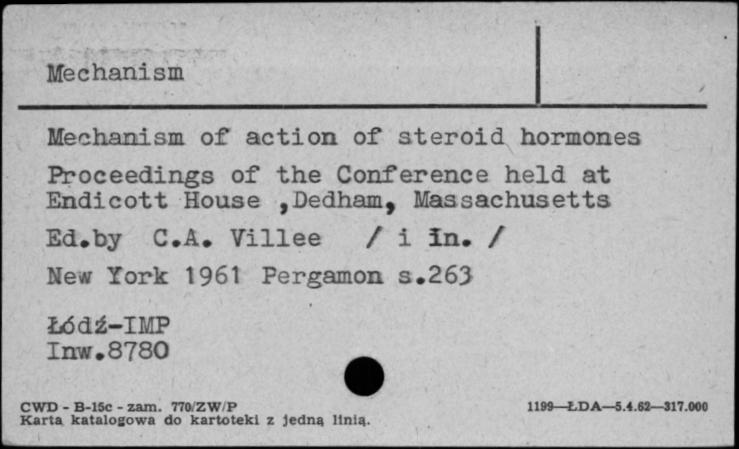 Mechanism
Mechanism of action of steroid hormones
Proceedings of the Conference held at
Endicott House ,Dedham, Massachusetts
Ed.by C.A. Villee / i in. /
New York 1961 Pergamon s.263
Łódź-IMP
Inw.8780
CWD - B-15c - zam. 770/ZW/P
Karta katalogowa do kartoteki z jedną linią.
1199—ŁDA—5.4.62—317.000